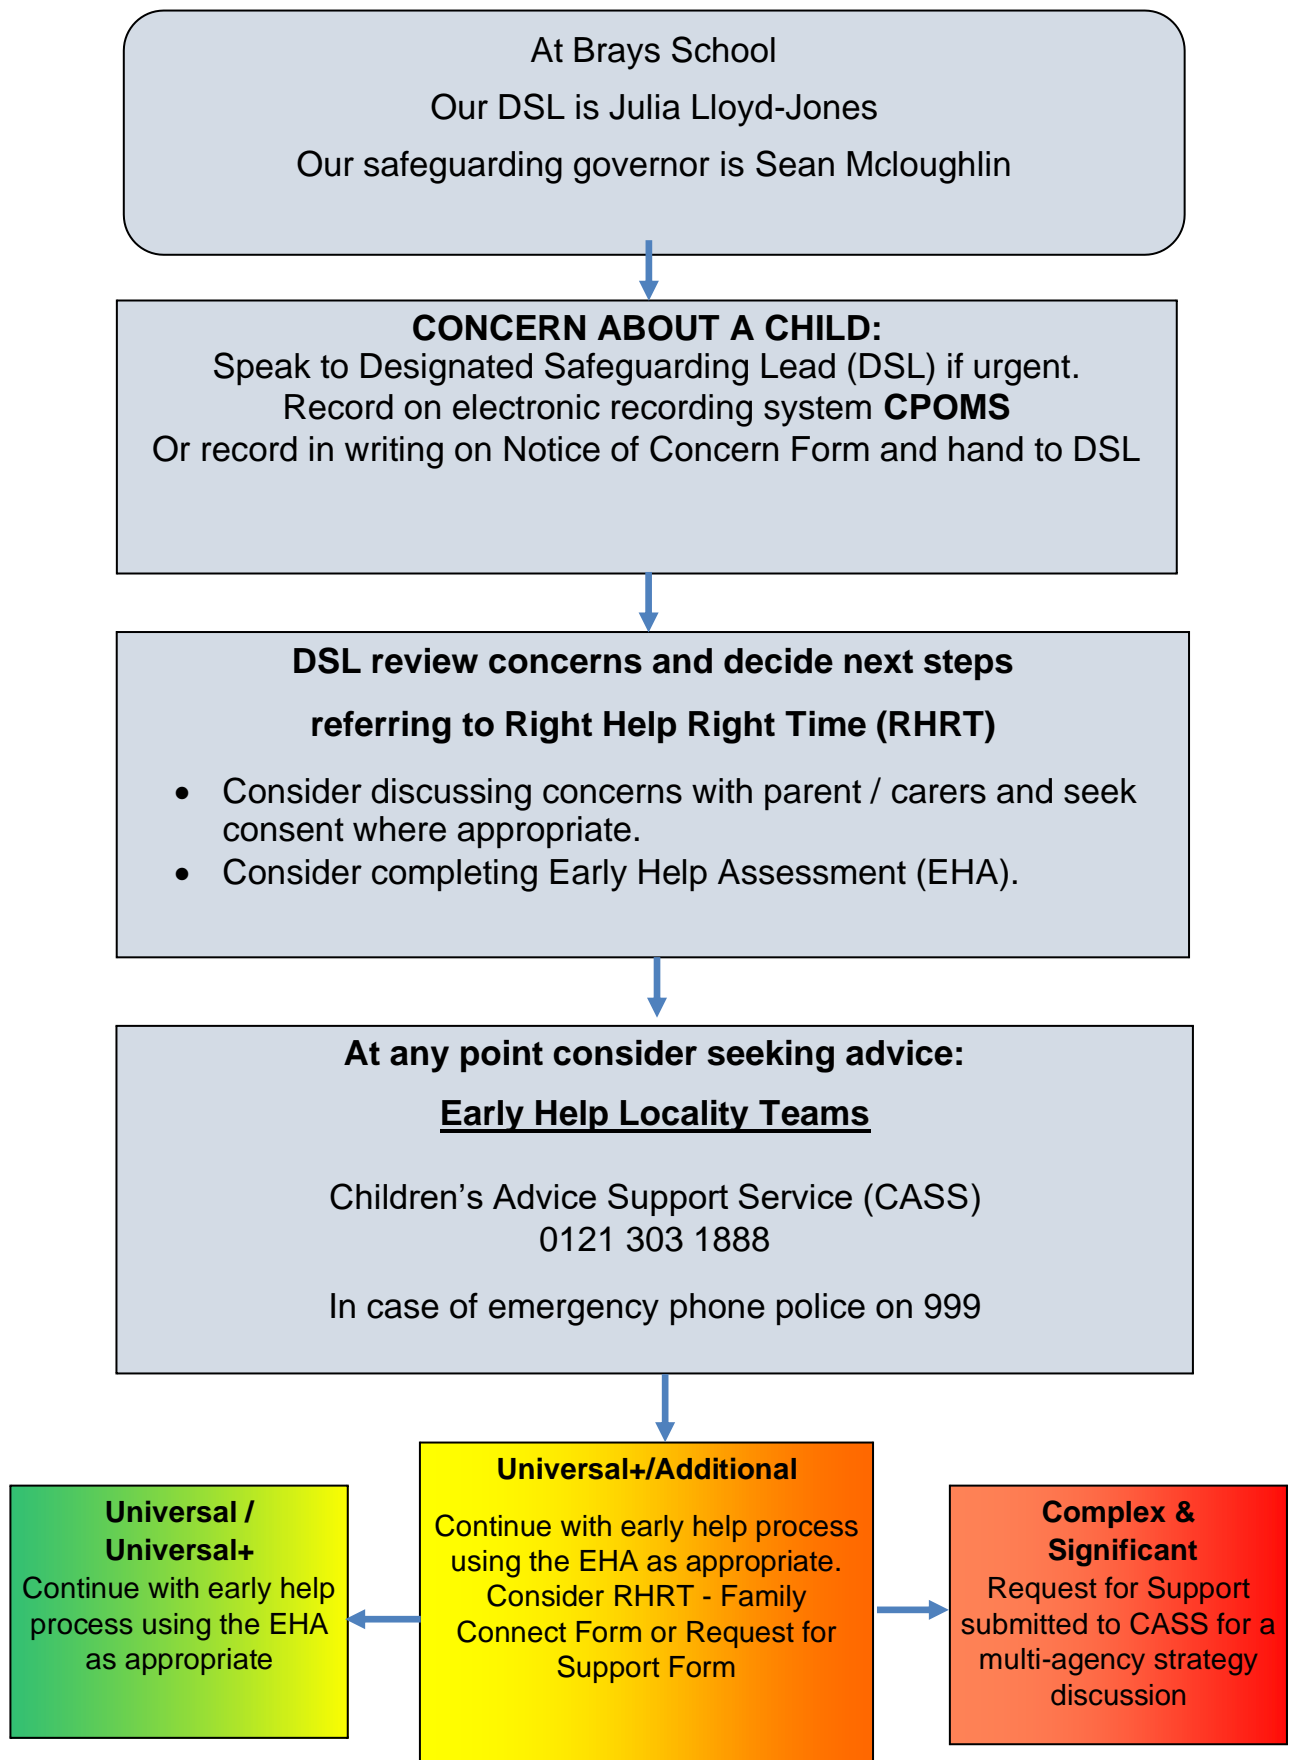 At Brays School
Our DSL is Julia Lloyd-Jones
Our safeguarding governor is Sean Mcloughlin
CONCERN ABOUT A CHILD:
Speak to Designated Safeguarding Lead (DSL) if urgent.
Record on electronic recording system CPOMS
Or record in writing on Notice of Concern Form and hand to DSL
DSL review concerns and decide next steps
referring to Right Help Right Time (RHRT)
• Consider discussing concerns with parent / carers and seek
consent where appropriate.
• Consider completing Early Help Assessment (EHA).
At any point consider seeking advice:
Early Help Locality Teams
Children’s Advice Support Service (CASS)
0121 303 1888
In case of emergency phone police on 999
Universal /
Universal+
Continue with early help
process using the EHA
as appropriate
Universal+/Additional
Continue with early help process
using the EHA as appropriate.
Consider RHRT - Family
Connect Form or Request for
Support Form
Complex &
Significant
Request for Support
submitted to CASS for a
multi-agency strategy
discussion